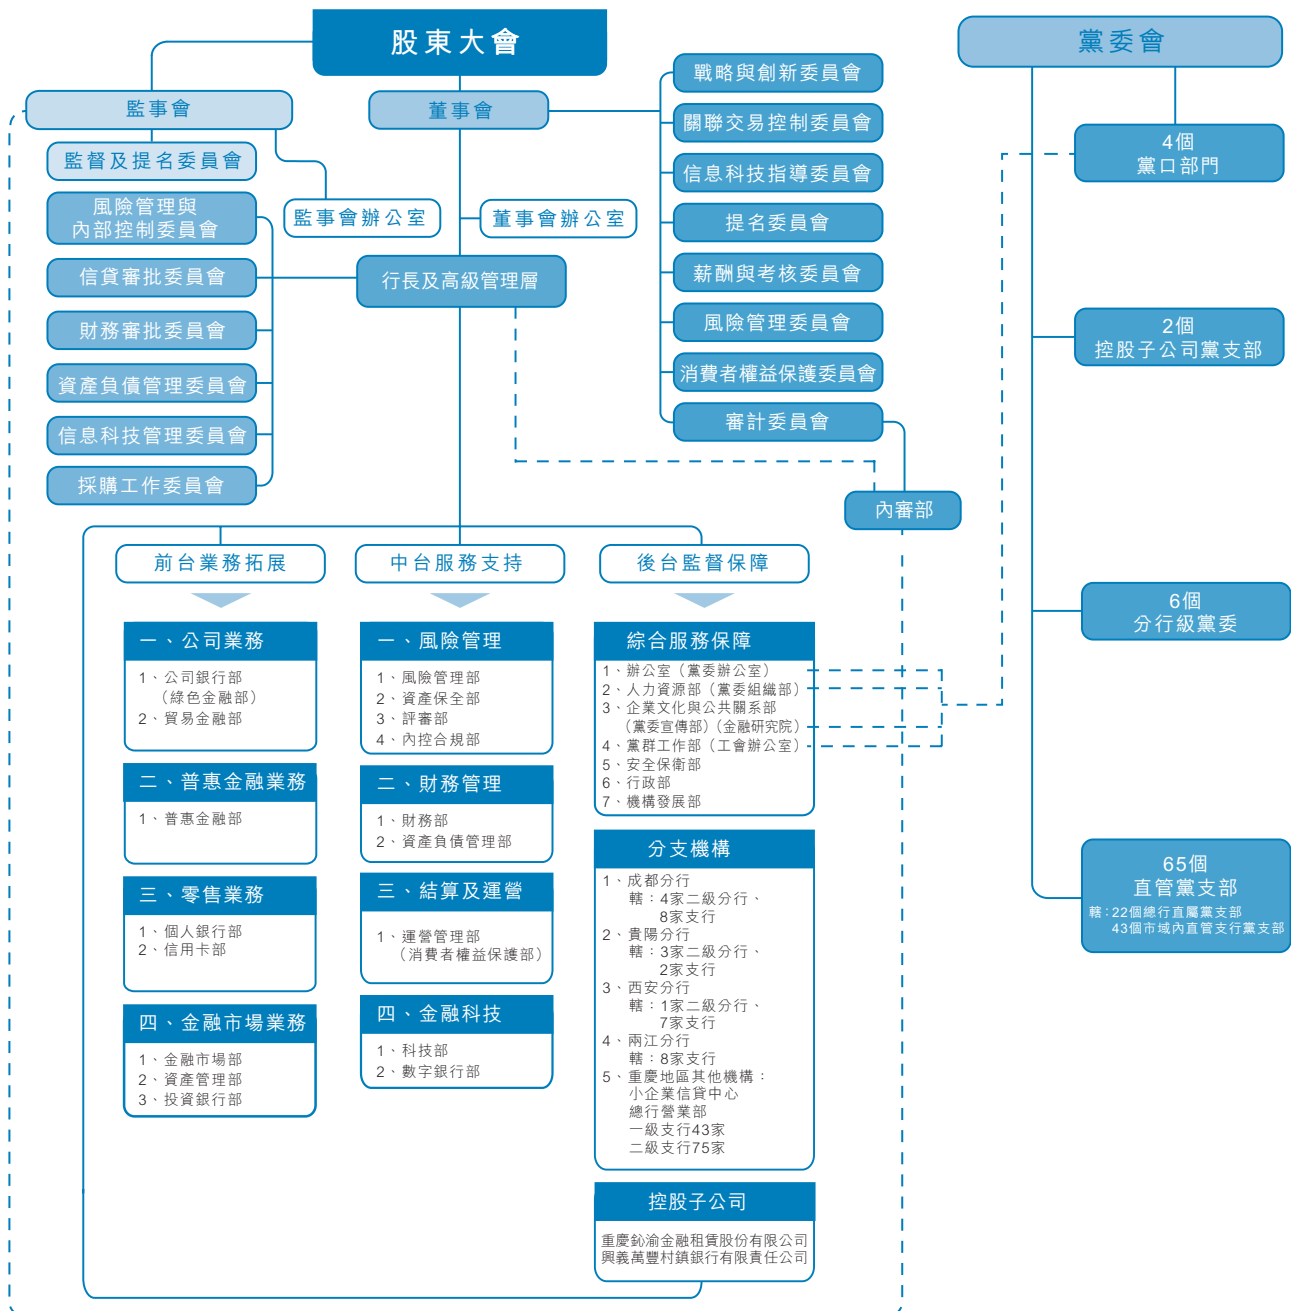 股東大會
監事會
監督及提名委員會
監事會辦公室
董事會
董事會辦公室
戰略與創新委員會
關聯交易控制委員會
信息科技指導委員會
提名委員會
薪酬與考核委員會
風險管理委員會
消費者權益保護委員會
審計委員會
內審部
行長及高級管理層
風險管理與
內部控制委員會
信貸審批委員會
財務審批委員會
資產負債管理委員會
信息科技管理委員會
採購工作委員會
前台業務拓展
一、公司業務
1、公司銀行部
（綠色金融部）
2、貿易金融部
二、普惠金融業務
1、普惠金融部
三、零售業務
1、個人銀行部
2、信用卡部
四、金融市場業務
1、金融市場部
2、資產管理部
3、投資銀行部
中台服務支持
一、風險管理
1、風險管理部
2、資產保全部
3、評審部
4、內控合規部
二、財務管理
1、財務部
2、資產負債管理部
三、結算及運營
1、運營管理部
（消費者權益保護部）
四、金融科技
1、科技部
2、數字銀行部
後台監督保障
綜合服務保障
1、辦公室（黨委辦公室）
2、人力資源部（黨委組織部）
3、企業文化與公共關系部
（黨委宣傳部）（金融研究院）
4、黨群工作部（工會辦公室）
5、安全保衛部
6、行政部
7、機構發展部
分支機構
1、成都分行
轄：4家二級分行、
8家支行
2、貴陽分行
轄：3家二級分行、
2家支行
3、西安分行
轄：1家二級分行、
7家支行
4、兩江分行
轄：8家支行
5、重慶地區其他機構：
小企業信貸中心
總行營業部
一級支行43家
二級支行75家
控股子公司
重慶鈊渝金融租賃股份有限公司
興義萬豐村鎮銀行有限責任公司
黨委會
4個
黨口部門
2個
控股子公司黨支部
6個
分行級黨委
65個
直管黨支部
轄：22個總行直屬黨支部
43個市域內直管支行黨支部